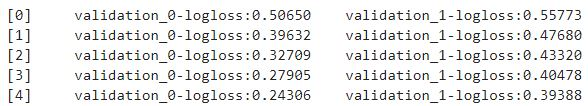 [0]	validation_0-logloss:0.50650	validation_1-logloss:0.55773
[1]	validation_0-logloss:0.39632	validation_1-logloss:0.47680
[2]	validation_0-logloss:0.32709	validation_1-logloss:0.43320
[3]	validation_0-logloss:0.27905	validation_1-logloss:0.40478
[4]	validation_0-logloss:0.24306	validation_1-logloss:0.39388